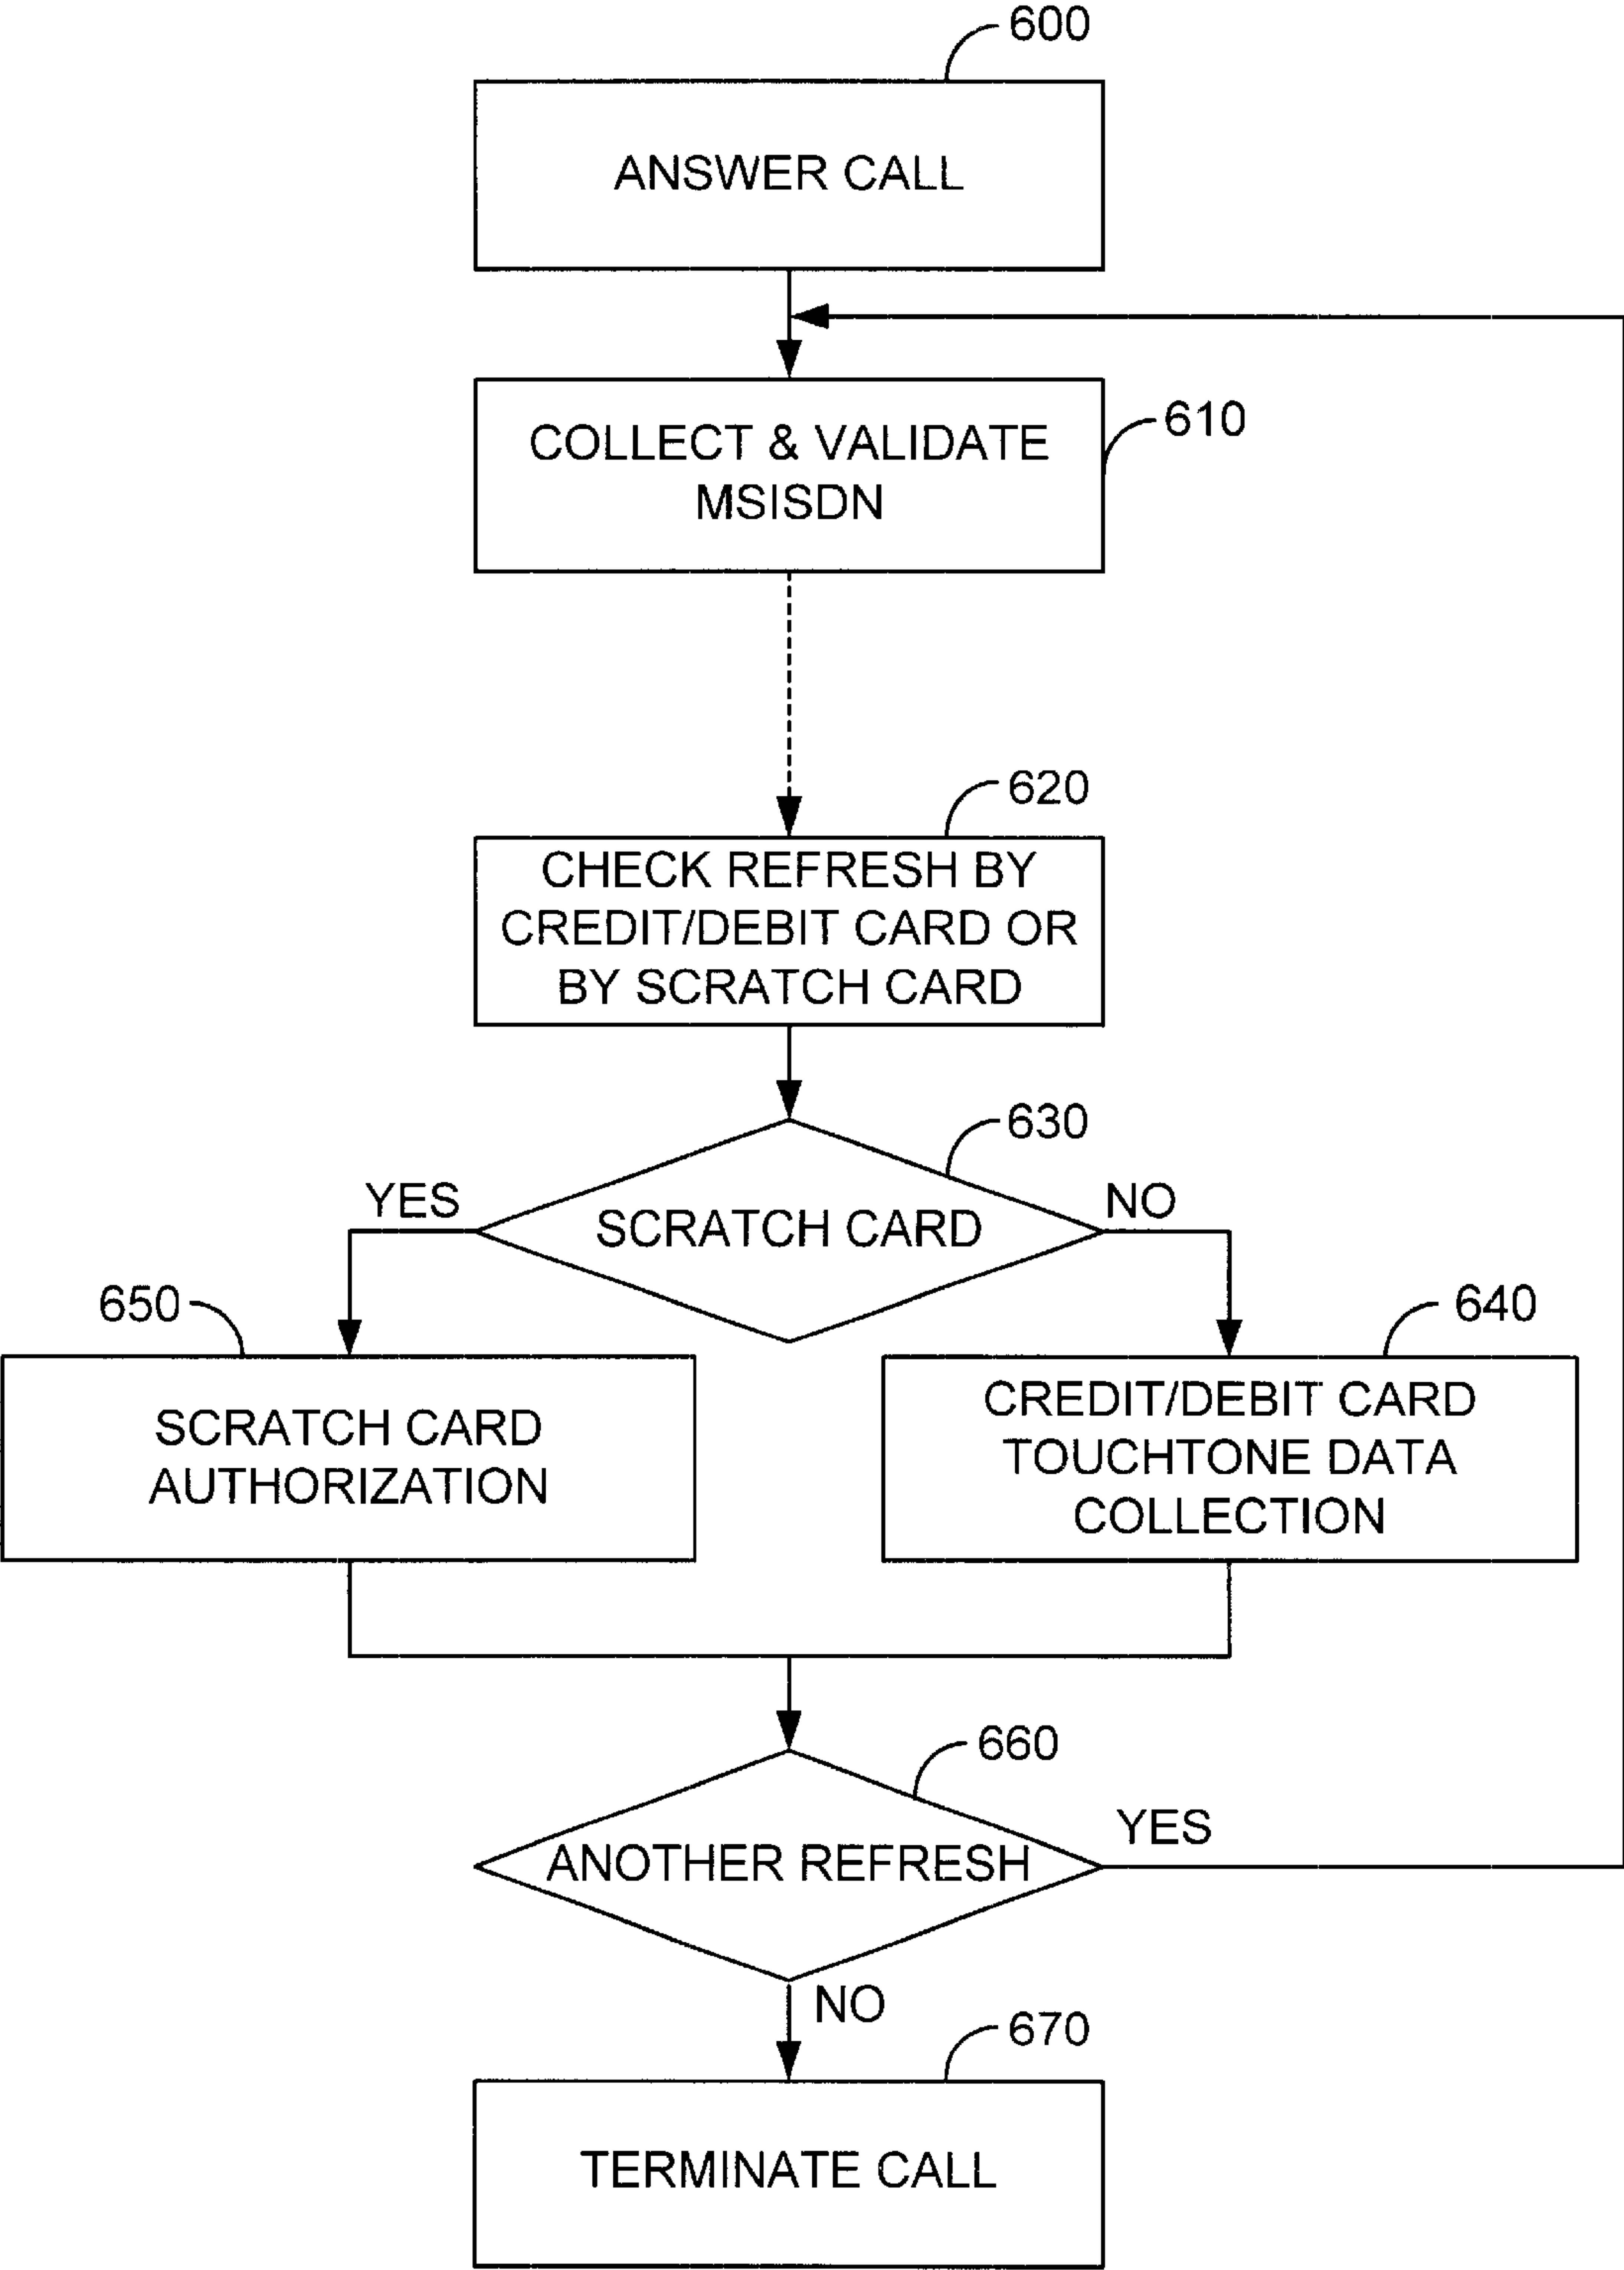 600
ANSWER CALL
COLLECT & VALIDATE
MSISDN
610
620
CHECK REFRESH BY
CREDIT/DEBIT CARD OR
BY SCRATCH CARD
630
YES
NO
SCRATCH CARD
650
640
SCRATCH CARD
AUTHORIZATION
CREDIT/DEBIT CARD
TOUCHTONE DATA
COLLECTION
660
YES
ANOTHER REFRESH
NO
670
TERMINATE CALL